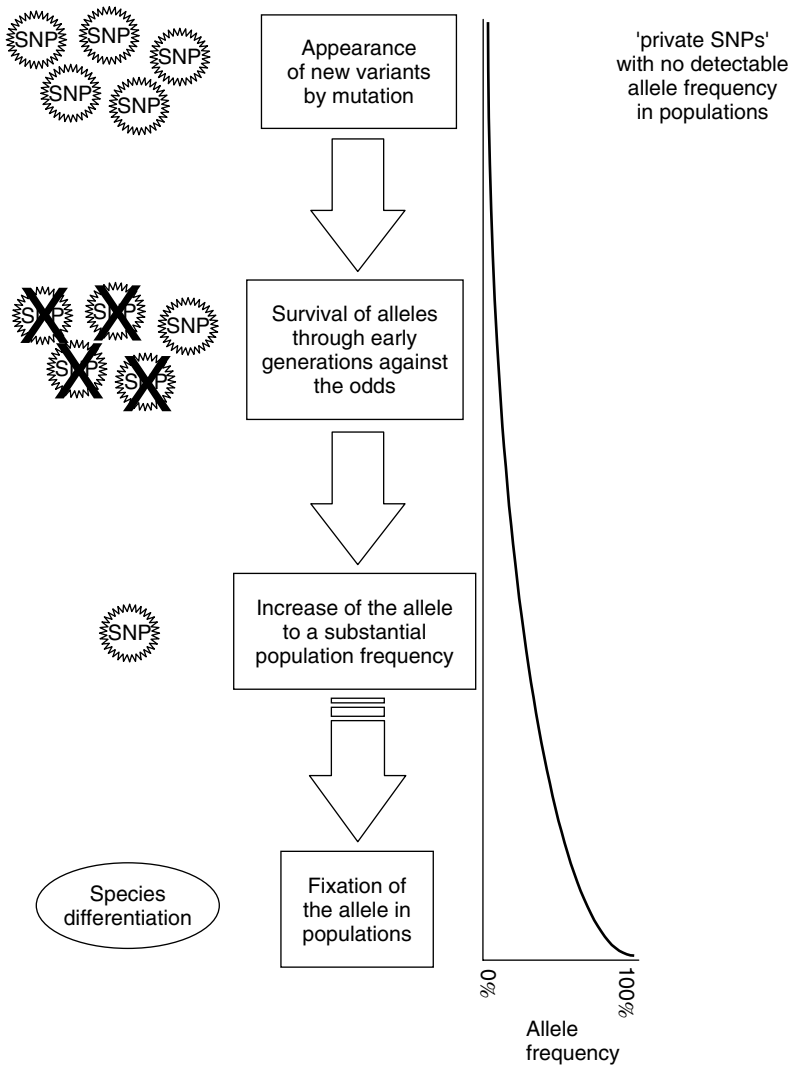 SNP
SNP
SNP
SNP
SNP
Appearance
of new variants
by mutation
'private SNPs'
with no detectable
allele frequency
in populations
SNP
SNP
SNP
SNP
SNP
Survival of alleles
through early
generations against
the odds
SNP
Increase of the allele
to a substantial
population frequency
Species
differentiation
Fixation of
the allele in
populations
0%
100%
Allele
frequency